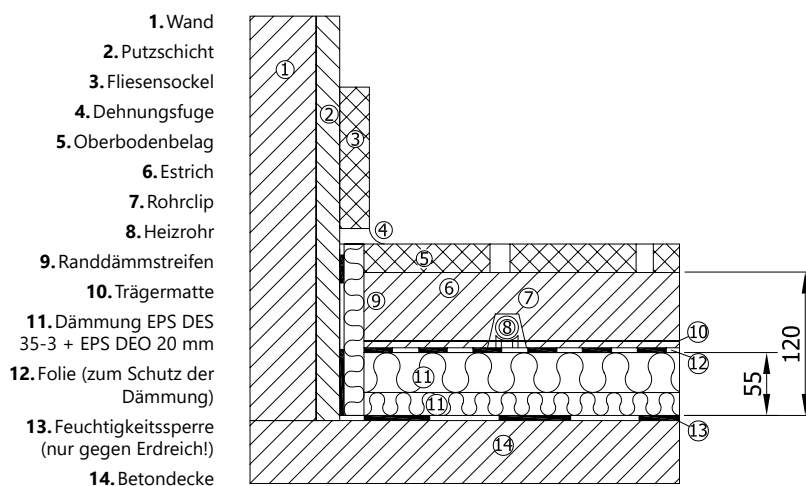 1. Wand
2. Putzschicht
3. Fliesensockel
4. Dehnungsfuge
5. Oberbodenbelag
6. Estrich
7. Rohrclip
8. Heizrohr
9. Randdämmstreifen
10. Trägermatte
11. Dämmung EPS DES
35-3 + EPS DEO 20 mm
12. Folie (zum Schutz der
Dämmung)
13. Feuchtigkeitssperre
(nur gegen Erdreich!)
14. Betondecke
1
2
3
4
5
6
7
9
8
10
12
11
11
13
14
55
120